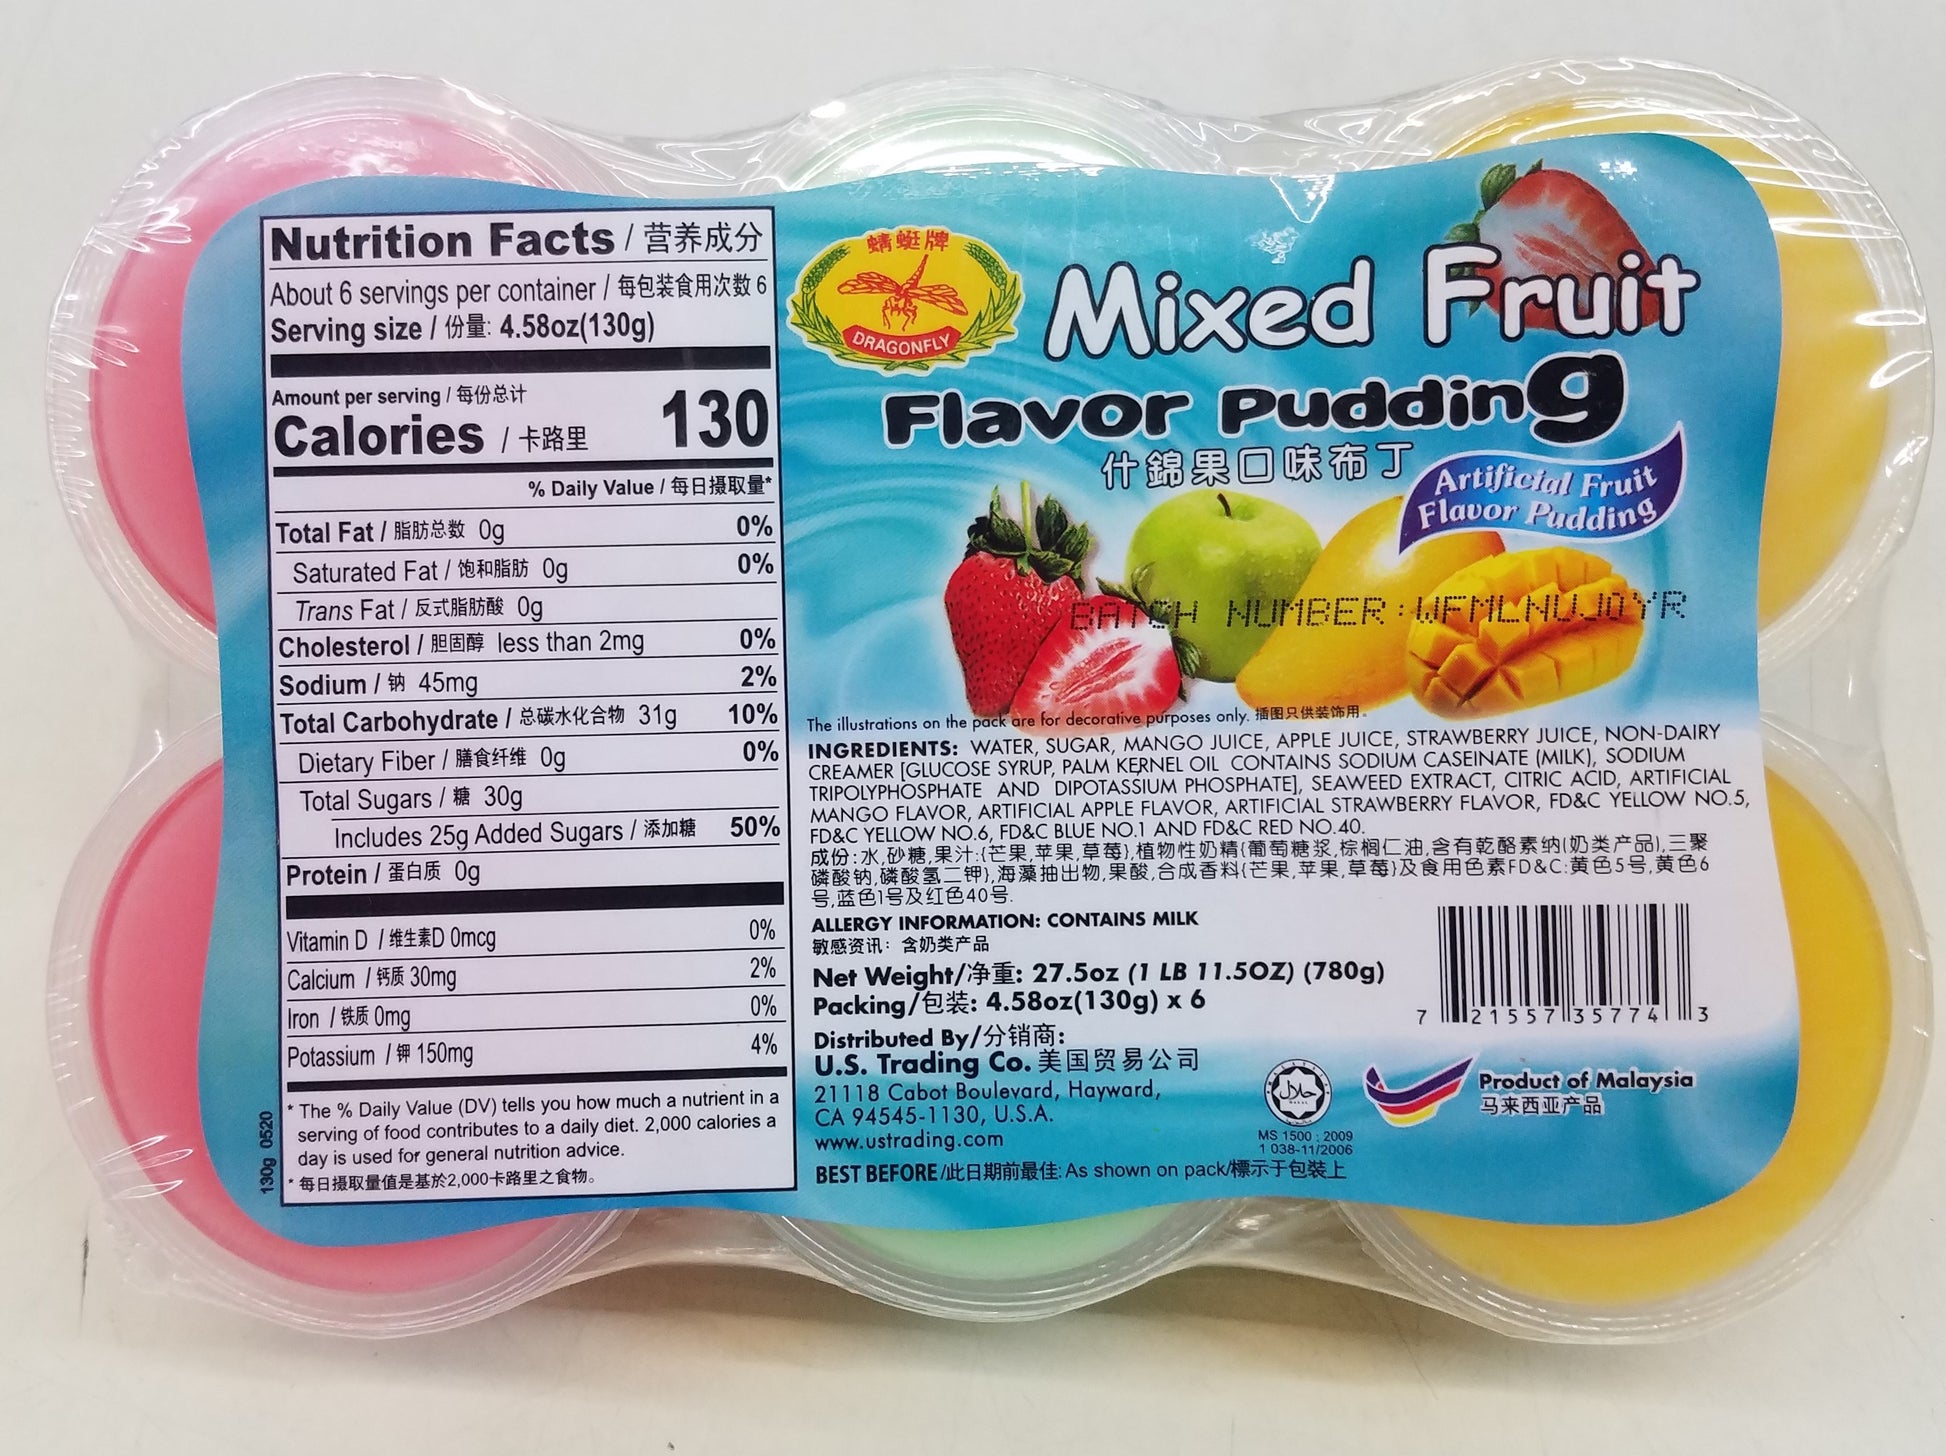 Nutrition Facts / 营养成分
About 6 servings per container / 每包装食用次数 6
Serving size / 份量: 4.58oz(130g)
Amount per serving / 每份总计
Calories / 卡路里 130
% Daily Value / 每日摄取量*
Total Fat / 脂肪总数 0g 0%
Saturated Fat / 饱和脂肪 0g 0%
Trans Fat / 反式脂肪酸 0g
Cholesterol / 胆固醇 less than 2mg 0%
Sodium / 钠 45mg 2%
Total Carbohydrate / 总碳水化合物 31g 10%
Dietary Fiber / 膳食纤维 0g 0%
Total Sugars / 糖 30g
Includes 25g Added Sugars / 添加糖 50%
Protein / 蛋白质 0g
Vitamin D / 维生素D 0mcg 0%
Calcium / 钙质 30mg 2%
Iron / 铁质 0mg 0%
Potassium / 钾 150mg 4%
* The % Daily Value (DV) tells you how much a nutrient in a
serving of food contributes to a daily diet. 2,000 calories a
day is used for general nutrition advice.
* 每日摄取量值是基於2,000卡路里之食物。
130g 0520
蜻蜓牌
DRAGONFLY
Mixed Fruit
Flavor Pudding
什錦果口味布丁
Artificial Fruit
Flavor Pudding
BATCH NUMBER:WFMLNUJ0YR
The illustrations on the pack are for decorative purposes only. 插图只供装饰用。
INGREDIENTS: WATER, SUGAR, MANGO JUICE, APPLE JUICE, STRAWBERRY JUICE, NON-DAIRY
CREAMER [GLUCOSE SYRUP, PALM KERNEL OIL CONTAINS SODIUM CASEINATE (MILK), SODIUM
TRIPOLYPHOSPHATE AND DIPOTASSIUM PHOSPHATE], SEAWEED EXTRACT, CITRIC ACID, ARTIFICIAL
MANGO FLAVOR, ARTIFICIAL APPLE FLAVOR, ARTIFICIAL STRAWBERRY FLAVOR, FD&C YELLOW NO.5,
FD&C YELLOW NO.6, FD&C BLUE NO.1 AND FD&C RED NO.40.
成份:水,砂糖,果汁:{芒果,苹果,草莓},植物性奶精{葡萄糖浆,棕榈仁油,含有乾酪素纳(奶类产品),三聚
磷酸钠,磷酸氢二钾},海藻抽出物,果酸,合成香料{芒果,苹果,草莓}及食用色素FD&C:黄色5号,黄色6
号,蓝色1号及红色40号.
ALLERGY INFORMATION: CONTAINS MILK
敏感资讯: 含奶类产品
Net Weight/净重: 27.5oz (1 LB 11.5OZ) (780g)
Packing/包装: 4.58oz(130g) x 6
Distributed By/分销商:
U.S. Trading Co. 美国贸易公司
21118 Cabot Boulevard, Hayward,
CA 94545-1130, U.S.A.
www.ustrading.com
BEST BEFORE/此日期前最佳: As shown on pack/標示于包裝上
7 21557 35774 3
حلال
MS 1500 : 2009
1 038-11/2006
Product of Malaysia
马来西亚产品